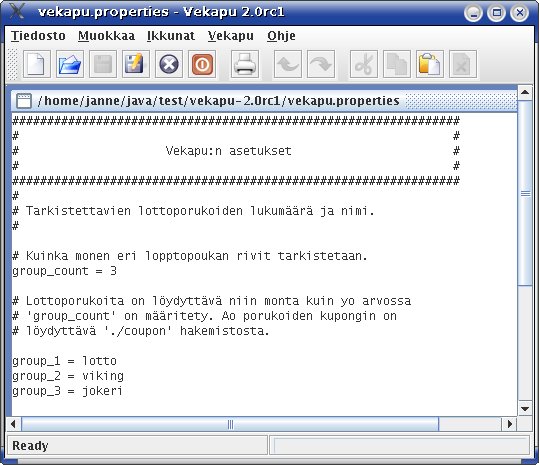 vekapu.properties - Vekapu 2.0rc1
Tiedosto Muokkaa Ikkunat Vekapu Ohje
/home/janne/java/test/vekapu-2.0rc1/vekapu.properties
################################################################
# #
# Vekapu:n asetukset #
# #
################################################################
#
# Tarkistettavien lottoporukoiden lukumäärä ja nimi.
#
# Kuinka monen eri lopptopoukan rivit tarkistetaan.
group_count = 3
# Lottoporukoita on löydyttävä niin monta kuin yo arvossa
# 'group_count' on määritety. Ao porukoiden kupongin on
# löydyttävä './coupon' hakemistosta.
group_1 = lotto
group_2 = viking
group_3 = jokeri
Ready